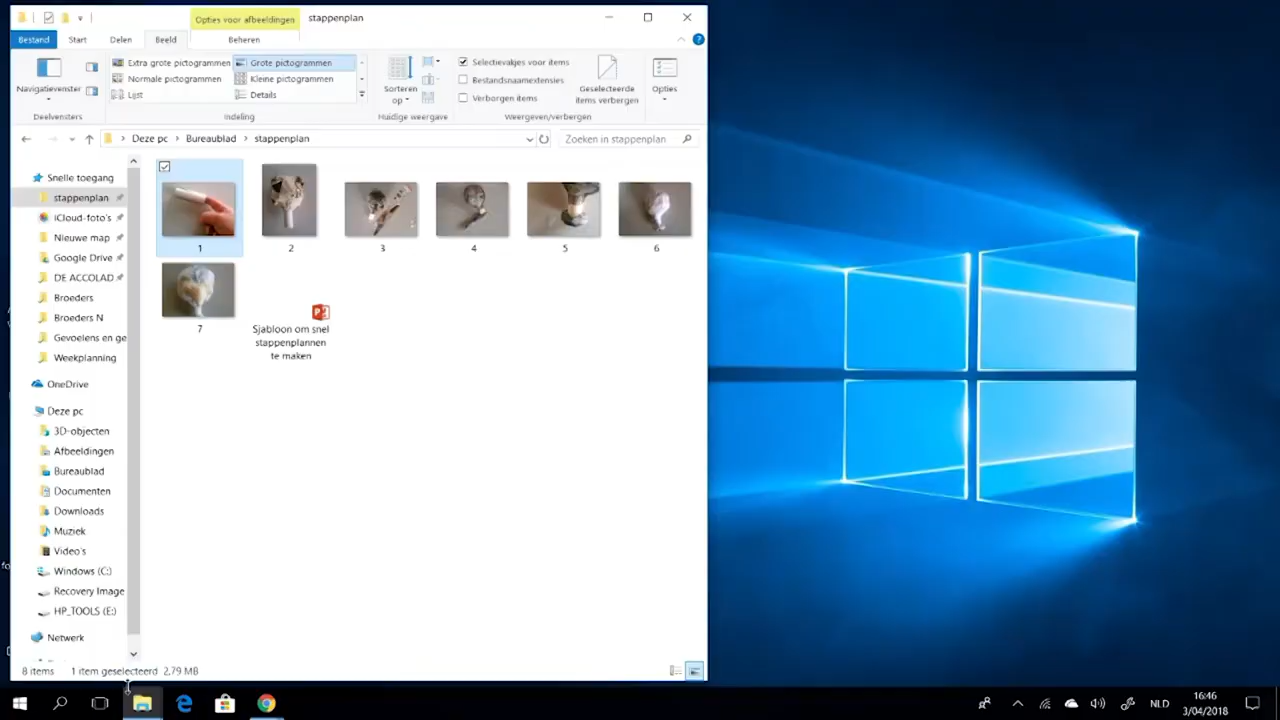 Opties voor afbeeldingen
stappenplan
Bestand
Start
Delen
Beeld
Beheren
Navigatievenster
Extra grote pictogrammen
Grote pictogrammen
Normale pictogrammen
Kleine pictogrammen
Lijst
Details
Sorteren
op
Selectievakjes voor items
Bestandsnaamextensies
Verborgen items
Geselecteerde
items verbergen
Opties
Deelvensters
Indeling
Huidige weergave
Weergeven/verbergen
Deze pc
Bureaublad
stappenplan
Zoeken in stappenplan
Snelle toegang
stappenplan
iCloud-foto's
Nieuwe map
Google Drive
DE ACCOLAD
Broeders
Broeders N
Gevoelens en ge
Weekplanning
OneDrive
Deze pc
3D-objecten
Afbeeldingen
Bureaublad
Documenten
Downloads
Muziek
Video's
Windows (C:)
Recovery Image
HP_TOOLS (E:)
Netwerk
1
2
3
4
5
6
7
Sjabloon om snel
stappenplannen
te maken
8 items
1 item geselecteerd
2,79 MB
NLD
16:46
3/04/2018